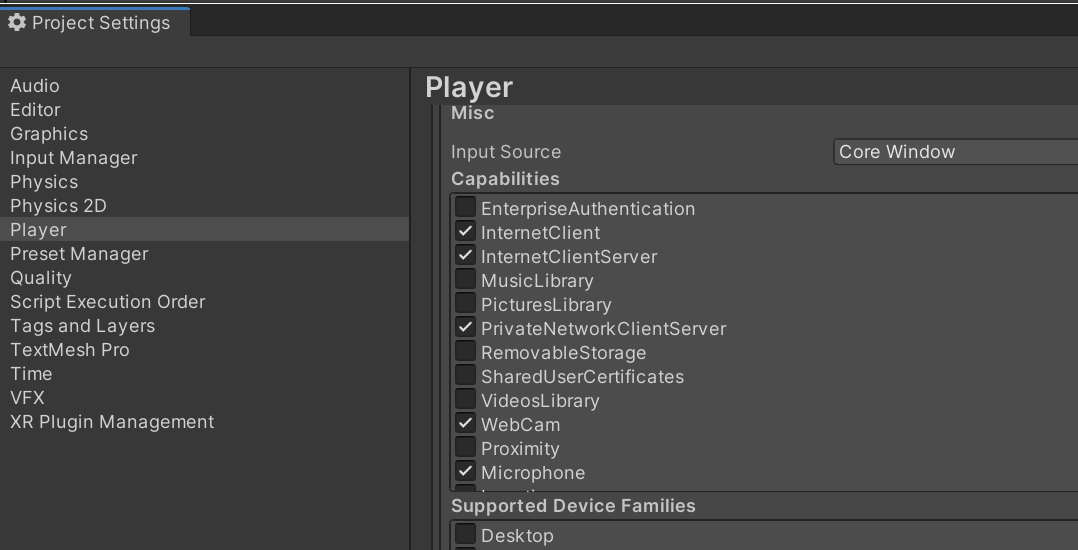 Project Settings
Audio
Editor
Graphics
Input Manager
Physics
Physics 2D
Player
Preset Manager
Quality
Script Execution Order
Tags and Layers
TextMesh Pro
Time
VFX
XR Plugin Management
Player
Misc
Input Source
Core Window
Capabilities
EnterpriseAuthentication
InternetClient
InternetClientServer
MusicLibrary
PicturesLibrary
PrivateNetworkClientServer
RemovableStorage
SharedUserCertificates
VideosLibrary
WebCam
Proximity
Microphone
Supported Device Families
Desktop